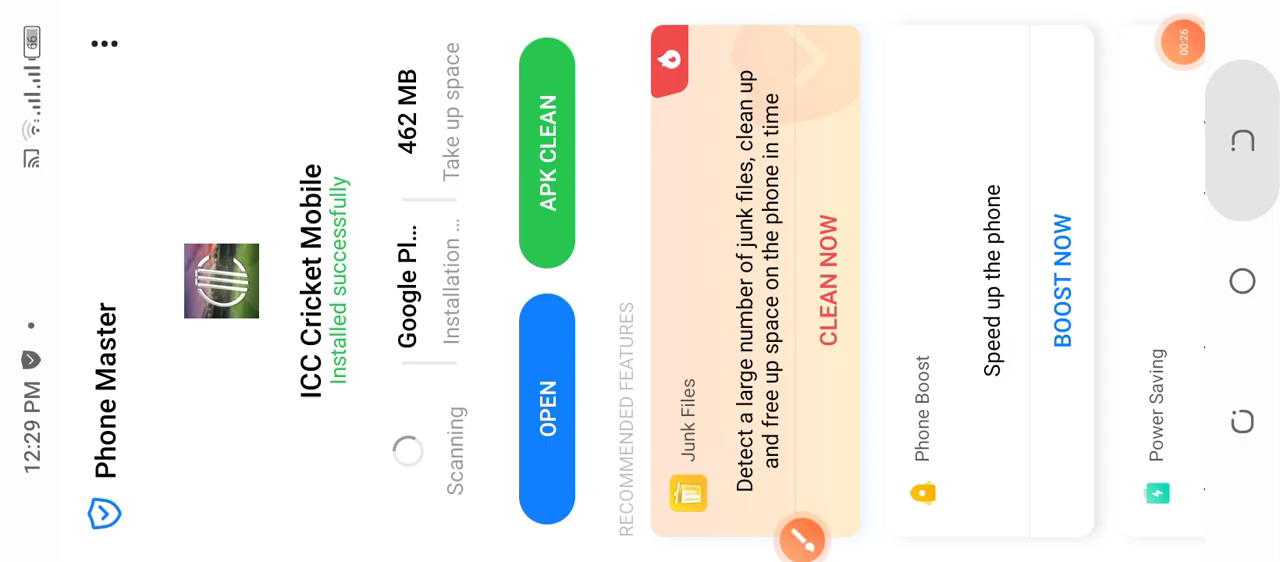 12:29 PM
66
Phone Master
ICC Cricket Mobile
Installed successfully
Scanning
Google Pl...
Installation ...
462 MB
Take up space
OPEN
APK CLEAN
RECOMMENDED FEATURES
Junk Files
Detect a large number of junk files, clean up
and free up space on the phone in time
CLEAN NOW
Phone Boost
Speed up the phone
BOOST NOW
Power Saving
00:26